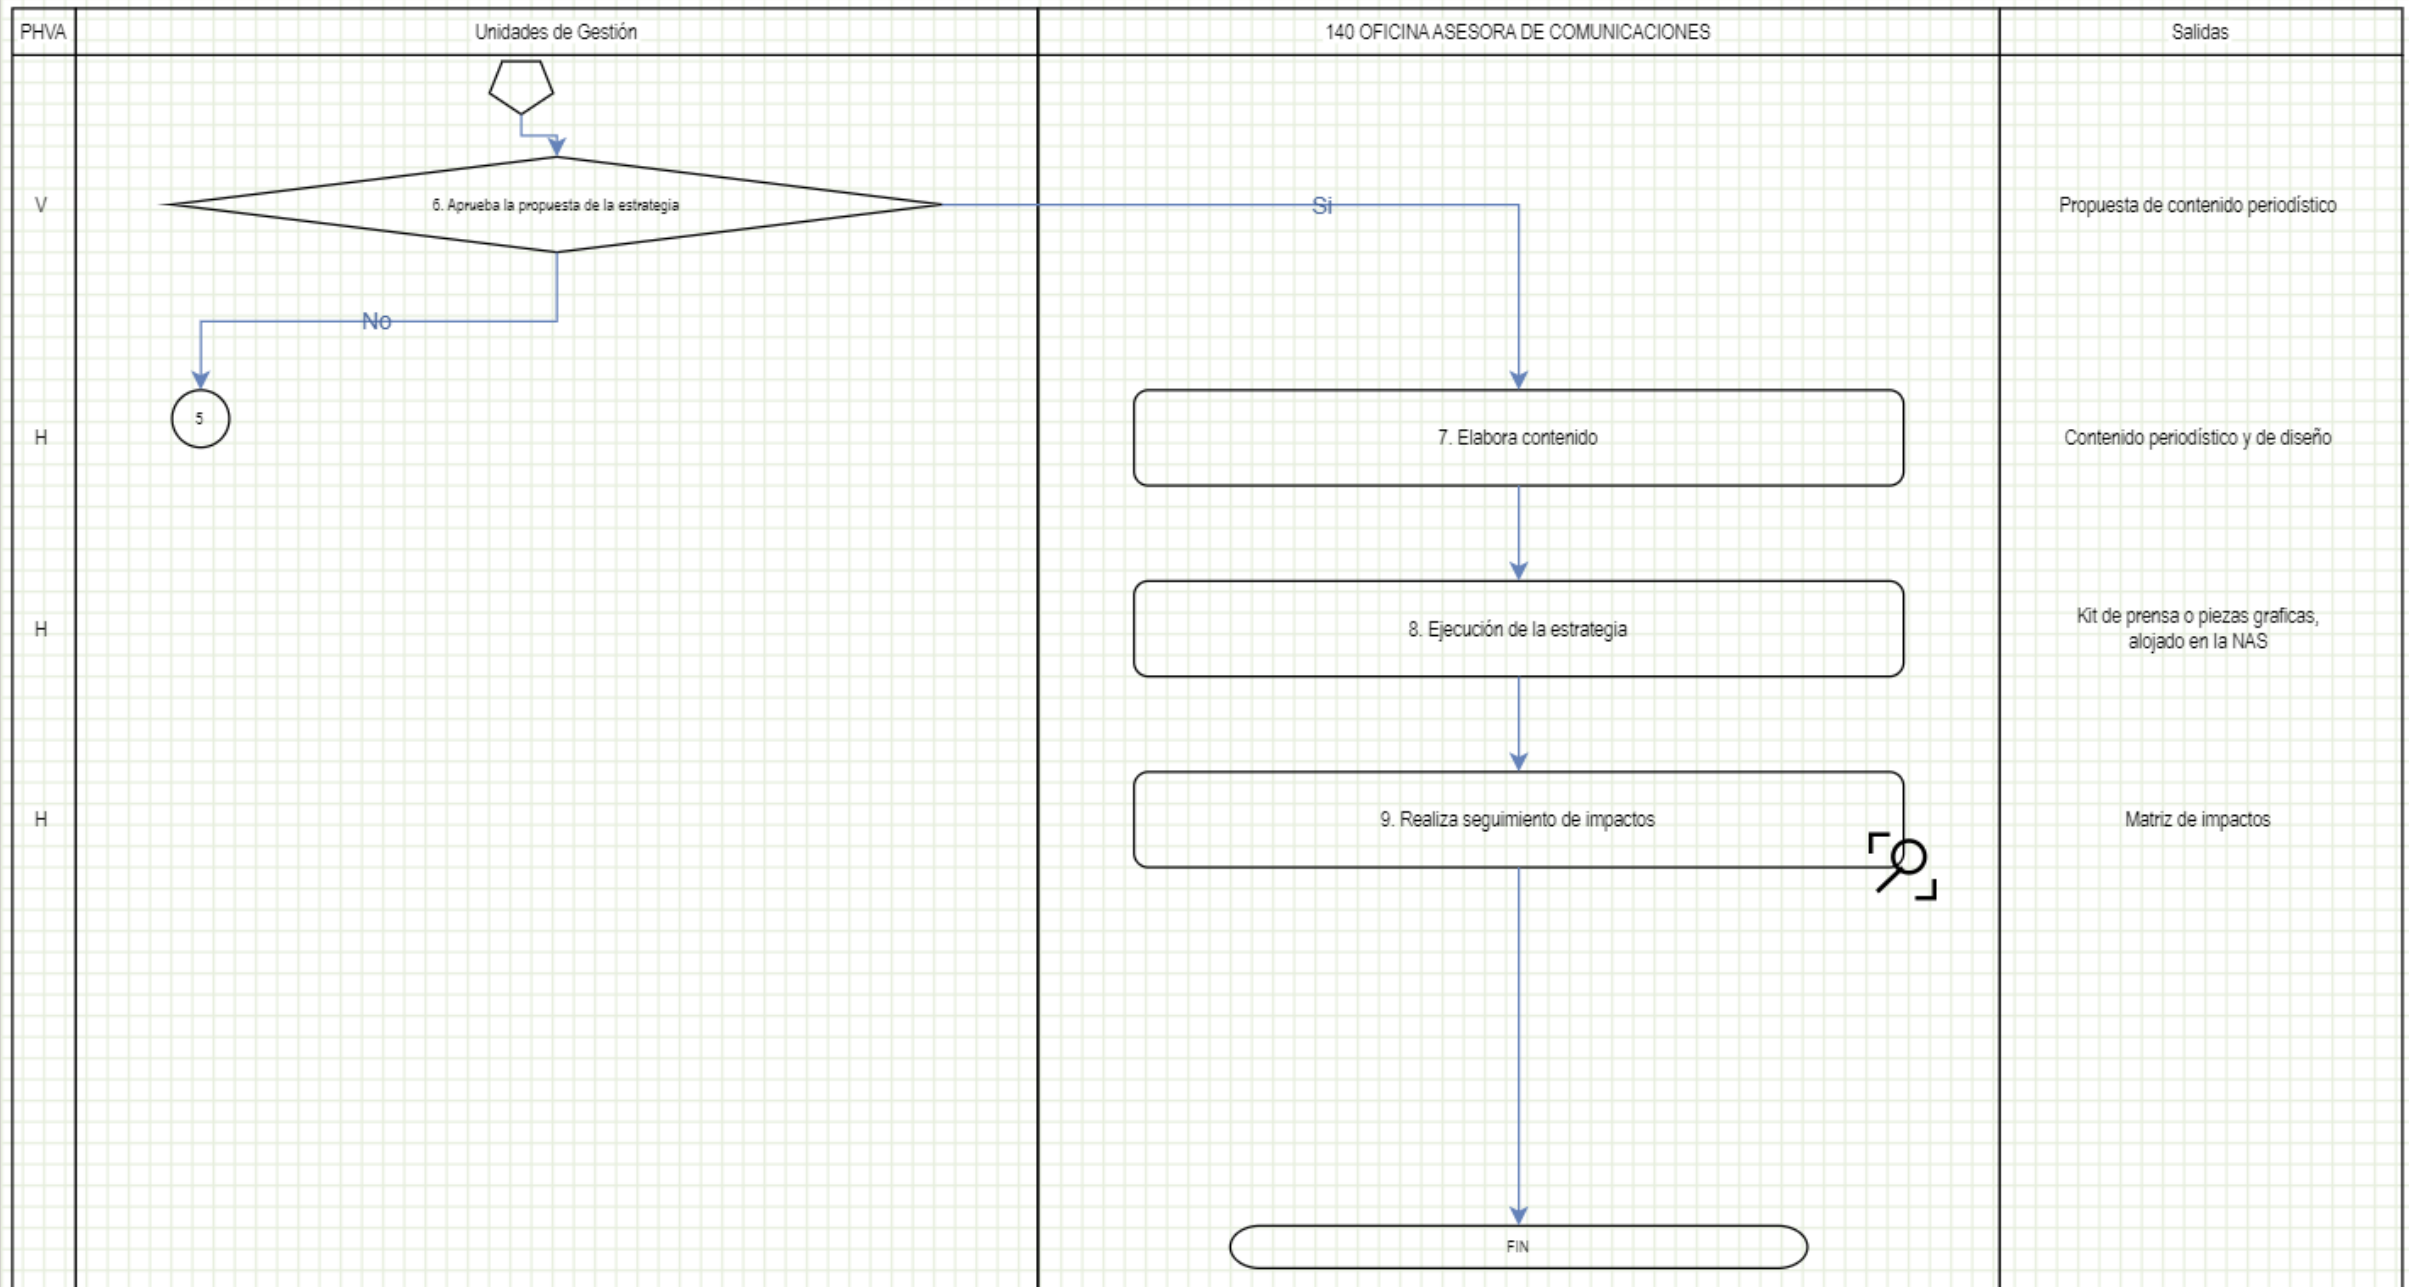 PHVA
Unidades de Gestión
140 OFICINA ASESORA DE COMUNICACIONES
Salidas
V
6. Aprueba la propuesta de la estrategia
Si
Propuesta de contenido periodístico
No
5
H
7. Elabora contenido
Contenido periodístico y de diseño
H
8. Ejecución de la estrategia
Kit de prensa o piezas graficas,
alojado en la NAS
H
9. Realiza seguimiento de impactos
Matriz de impactos
FIN